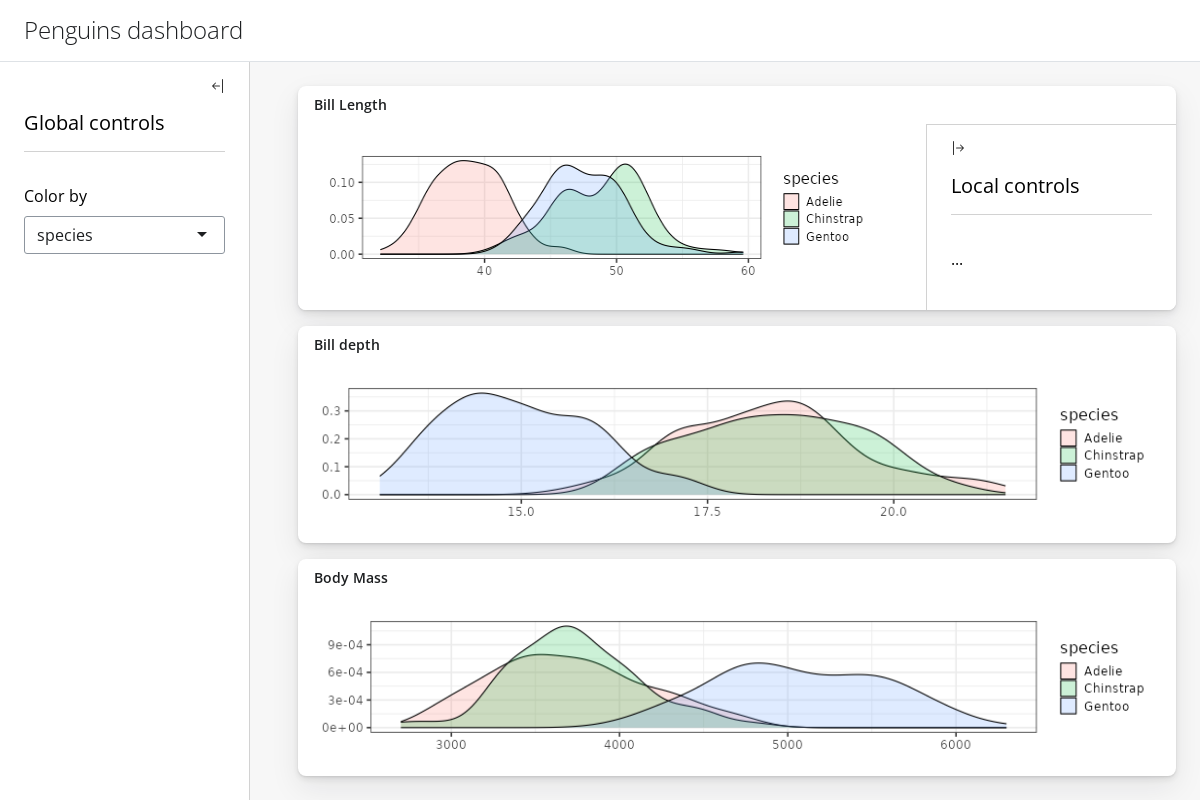 Penguins dashboard
Global controls
Color by
species
Bill Length
0.10
0.05
0.00
40 50 60
species
Adelie
Chinstrap
Gentoo
Local controls
...
Bill depth
0.3
0.2
0.1
0.0
15.0 17.5 20.0
species
Adelie
Chinstrap
Gentoo
Body Mass
9e-04
6e-04
3e-04
0e+00
3000 4000 5000 6000
species
Adelie
Chinstrap
Gentoo